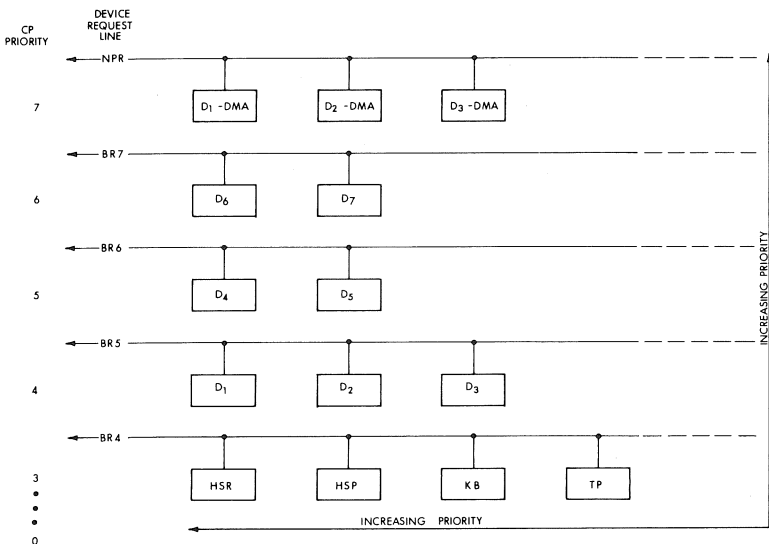 CP
PRIORITY
DEVICE
REQUEST
LINE
NPR
7
D1 -DMA
D2 -DMA
D3 -DMA
BR7
6
D6
D7
BR6
5
D4
D5
BR5
4
D1
D2
D3
BR4
3
HSR
HSP
KB
TP
0
INCREASING PRIORITY
INCREASING PRIORITY